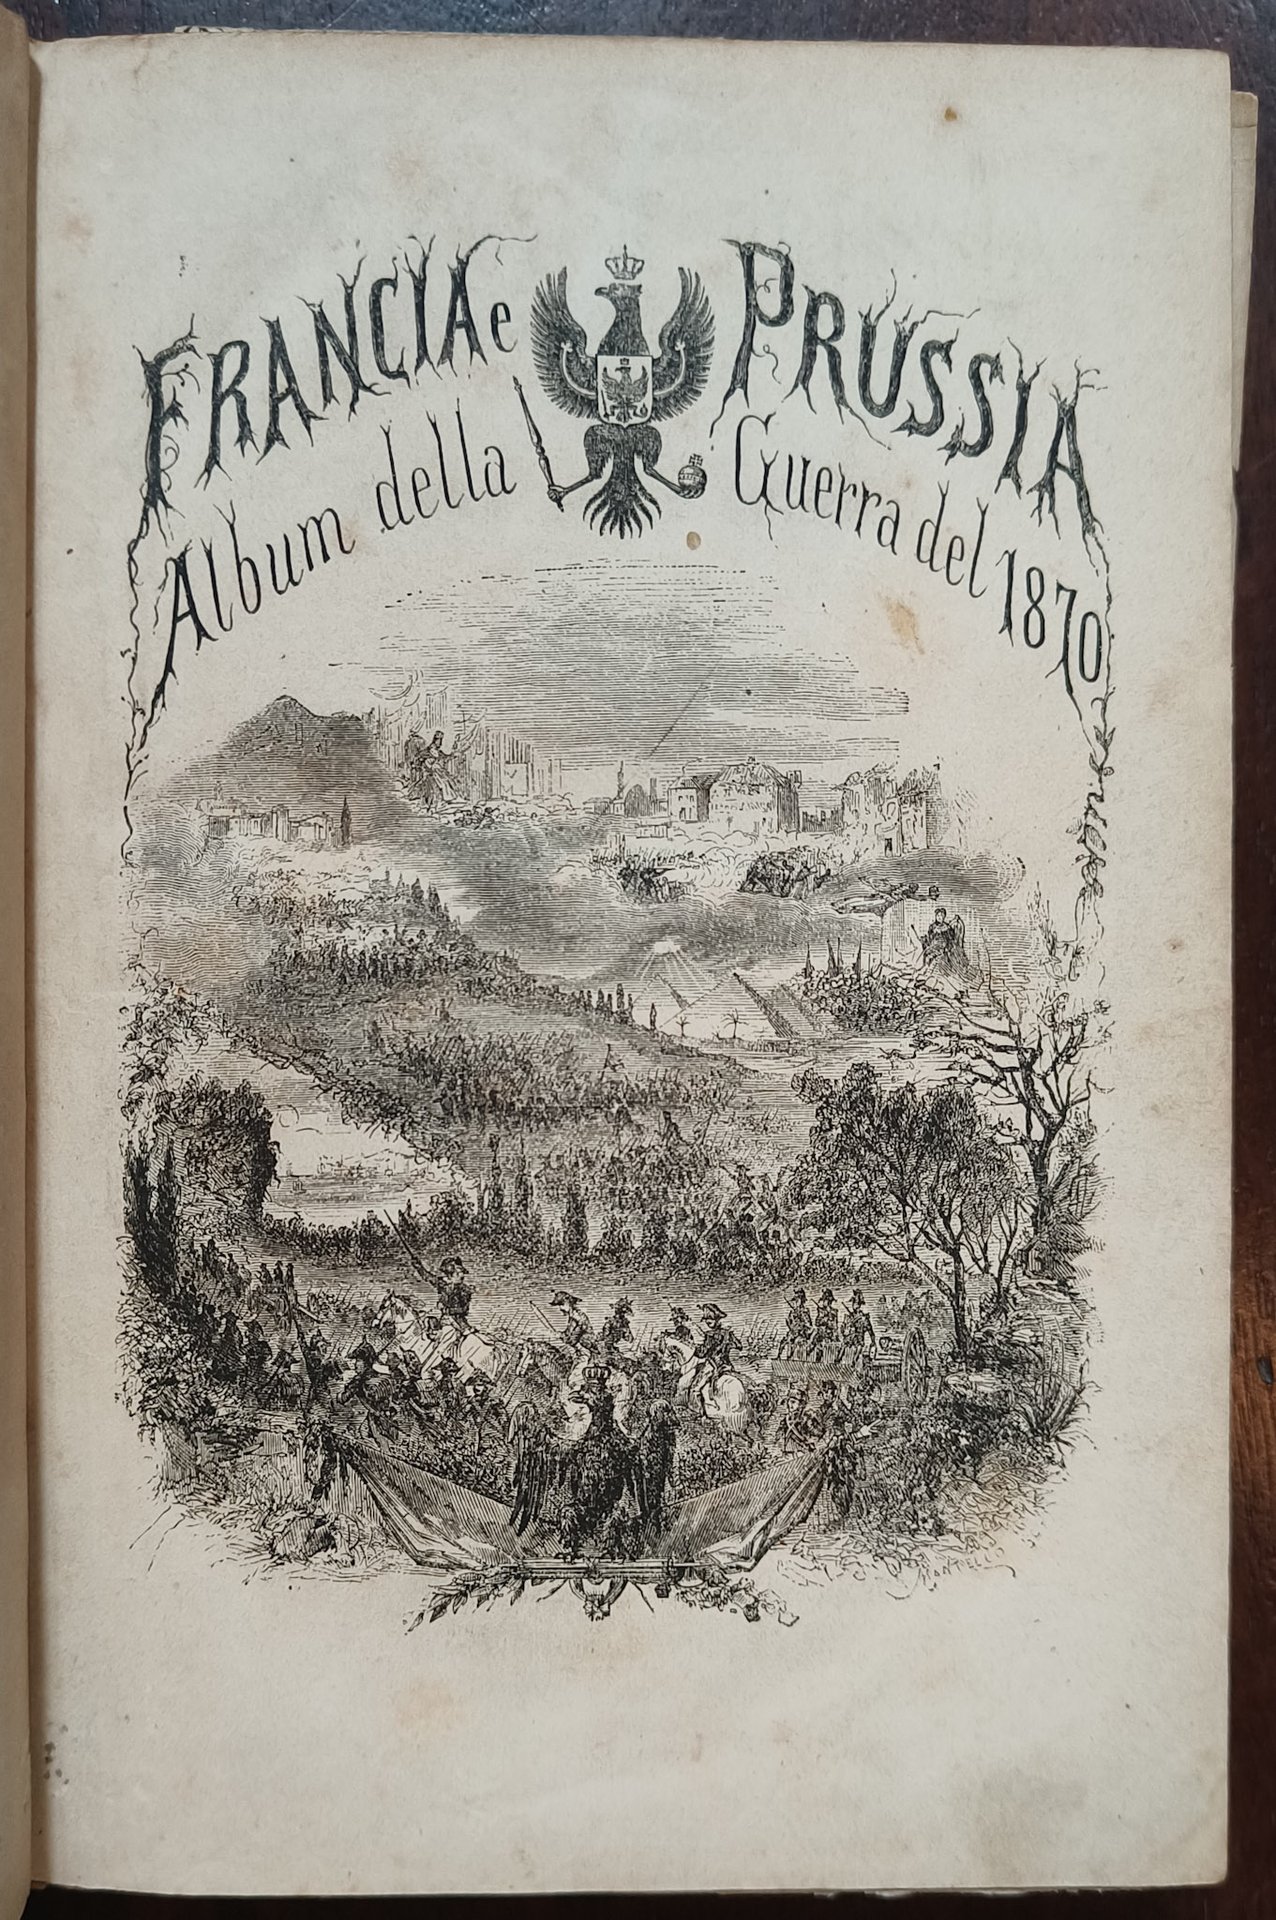 FRANCIA e PRUSSIA
Album della Guerra del 1870